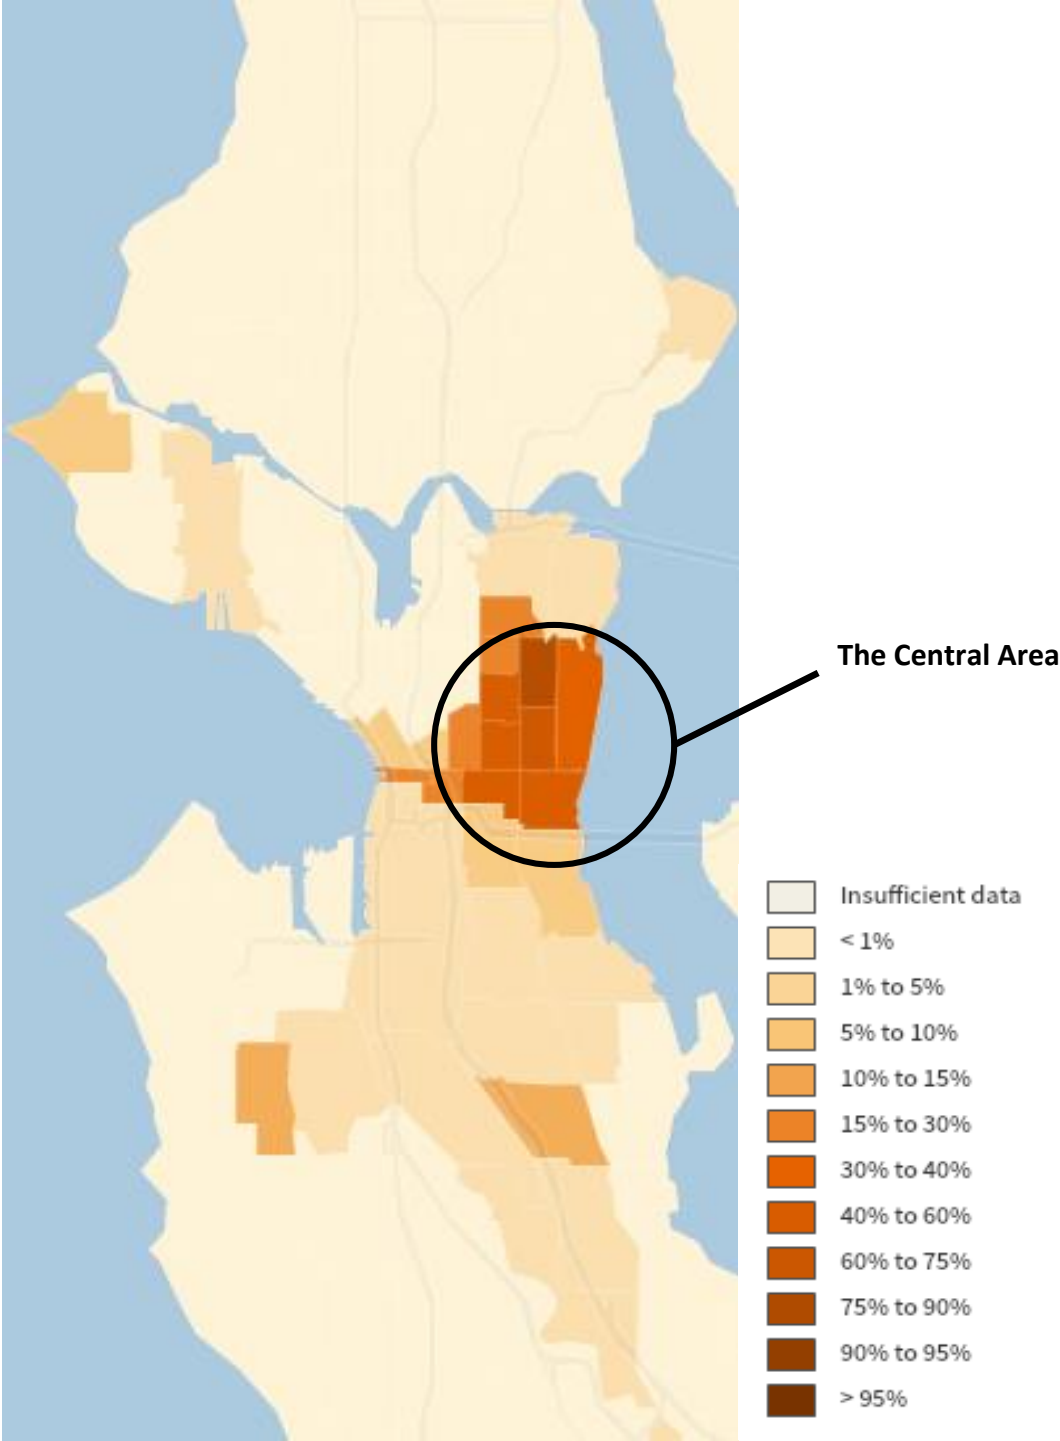 The Central Area
Insufficient data
< 1%
1% to 5%
5% to 10%
10% to 15%
15% to 30%
30% to 40%
40% to 60%
60% to 75%
75% to 90%
90% to 95%
> 95%